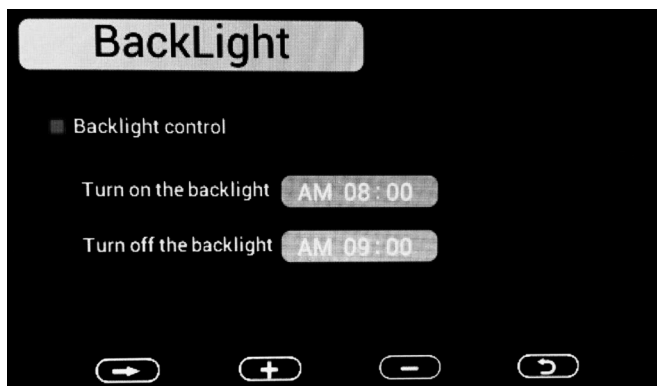 BackLight
Backlight control
Turn on the backlight AM 08:00
Turn off the backlight AM 09:00